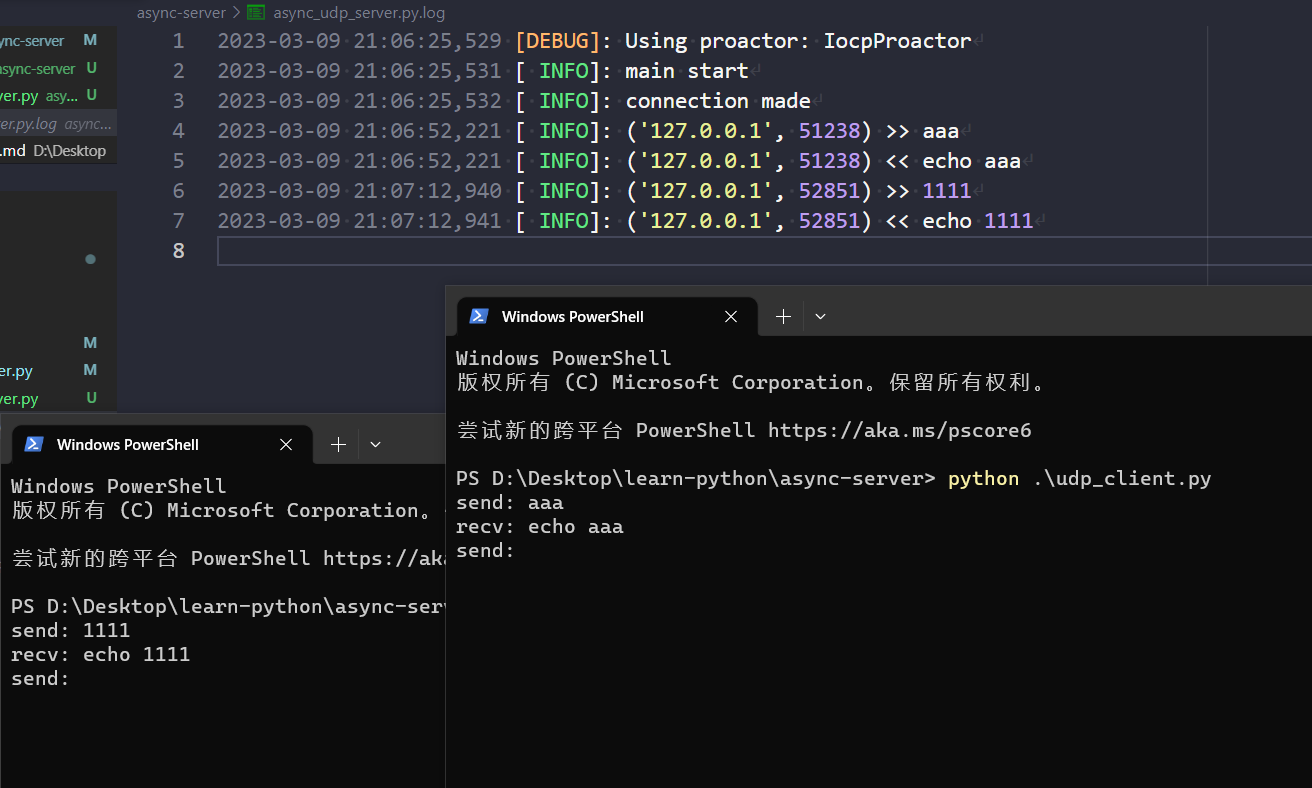 async-server > async_udp_server.py.log
ync-server M
async-server U
ver.py asy... U
er.py.log async...
.md D:\Desktop
M
er.py M
ver.py U
1 2023-03-09 21:06:25,529 [DEBUG]: Using proactor: IocpProactor
2 2023-03-09 21:06:25,531 [ INFO]: main start
3 2023-03-09 21:06:25,532 [ INFO]: connection made
4 2023-03-09 21:06:52,221 [ INFO]: ('127.0.0.1', 51238) >> aaa
5 2023-03-09 21:06:52,221 [ INFO]: ('127.0.0.1', 51238) << echo aaa
6 2023-03-09 21:07:12,940 [ INFO]: ('127.0.0.1', 52851) >> 1111
7 2023-03-09 21:07:12,941 [ INFO]: ('127.0.0.1', 52851) << echo 1111
8
Windows PowerShell
Windows PowerShell
版权所有 (C) Microsoft Corporation。保留所有权利。
尝试新的跨平台 PowerShell https://aka.ms/pscore6
PS D:\Desktop\learn-python\async-server> python .\udp_client.py
send: aaa
recv: echo aaa
send:
Windows PowerShell
Windows PowerShell
版权所有 (C) Microsoft Corporation。
尝试新的跨平台 PowerShell https://aka
PS D:\Desktop\learn-python\async-serv
send: 1111
recv: echo 1111
send: